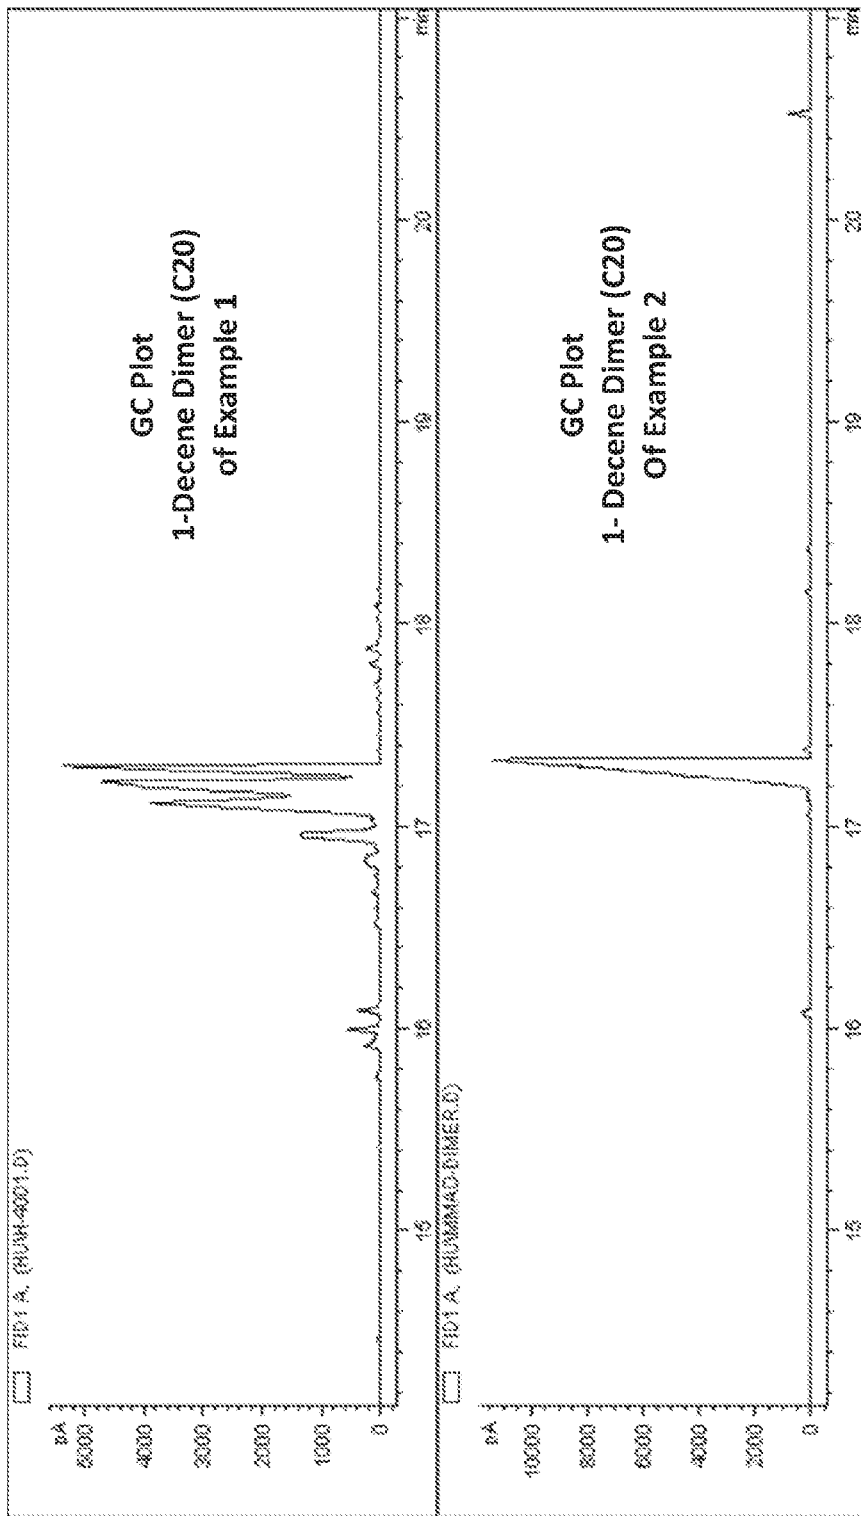 FID1 A,
pA
5000
4000
3000
2000
1000
0
GC Plot
1-Decene Dimer (C20)
of Example 1
15
16
17
18
19
20
min
FID1 A,
pA
10000
8000
6000
4000
2000
0
GC Plot
1- Decene Dimer (C20)
Of Example 2
15
16
17
18
19
20
min